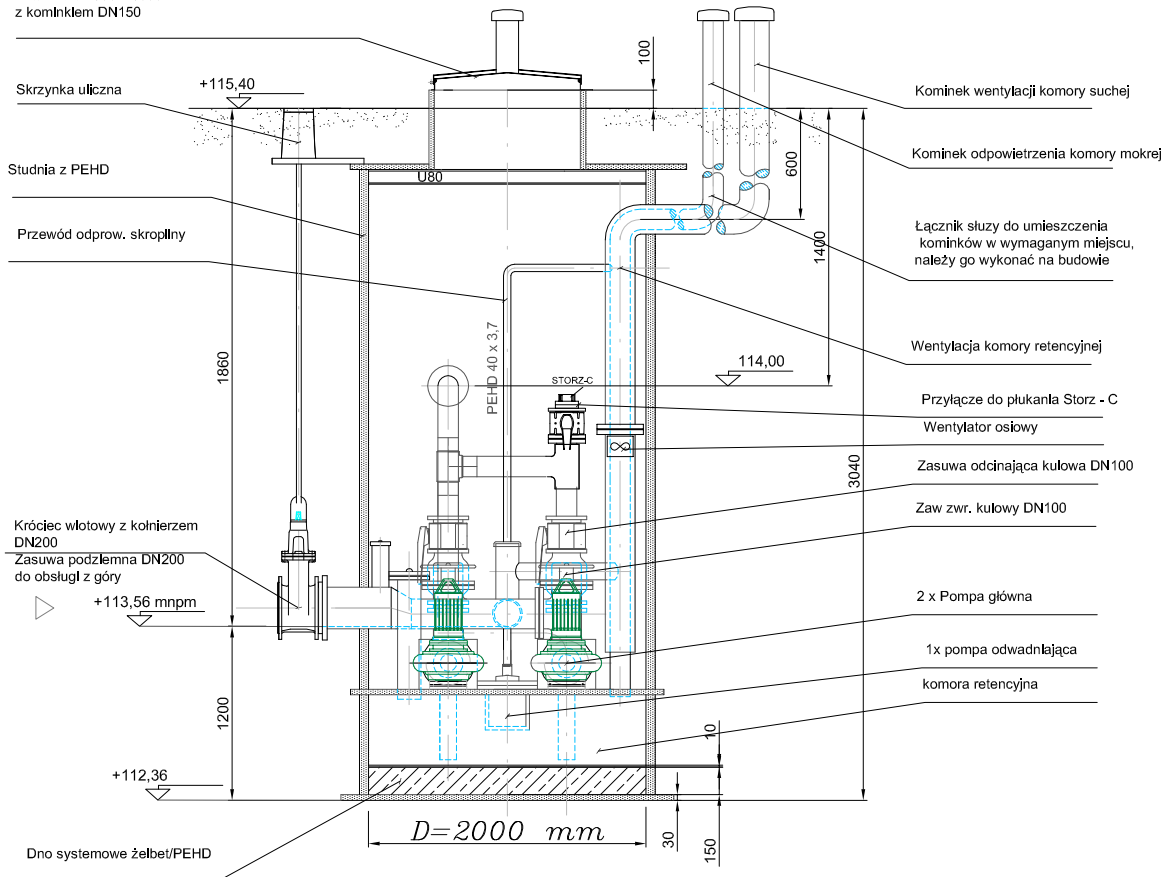 z kominkiem DN150
Skrzynka uliczna
+115,40
Studnia z PEHD
Przewód odprow. skropliny
100
Kominek wentylacji komory suchej
Kominek odpowietrzenia komory mokrej
600
1400
Łącznik słuzy do umieszczenia
kominków w wymaganym miejscu,
należy go wykonać na budowie
U80
PEHD 40 x 3,7
1860
Wentylacja komory retencyjnej
114,00
STORZ-C
Przyłącze do płukania Storz - C
Wentylator osiowy
3040
Zasuwa odcinająca kulowa DN100
Zaw zwr. kulowy DN100
Króciec wlotowy z kołnierzem
DN200
Zasuwa podziemna DN200
do obsługi z góry
+113,56 mnpm
2 x Pompa główna
1x pompa odwadniająca
komora retencyjna
1200
10
+112,36
D=2000 mm
30
150
Dno systemowe żelbet/PEHD